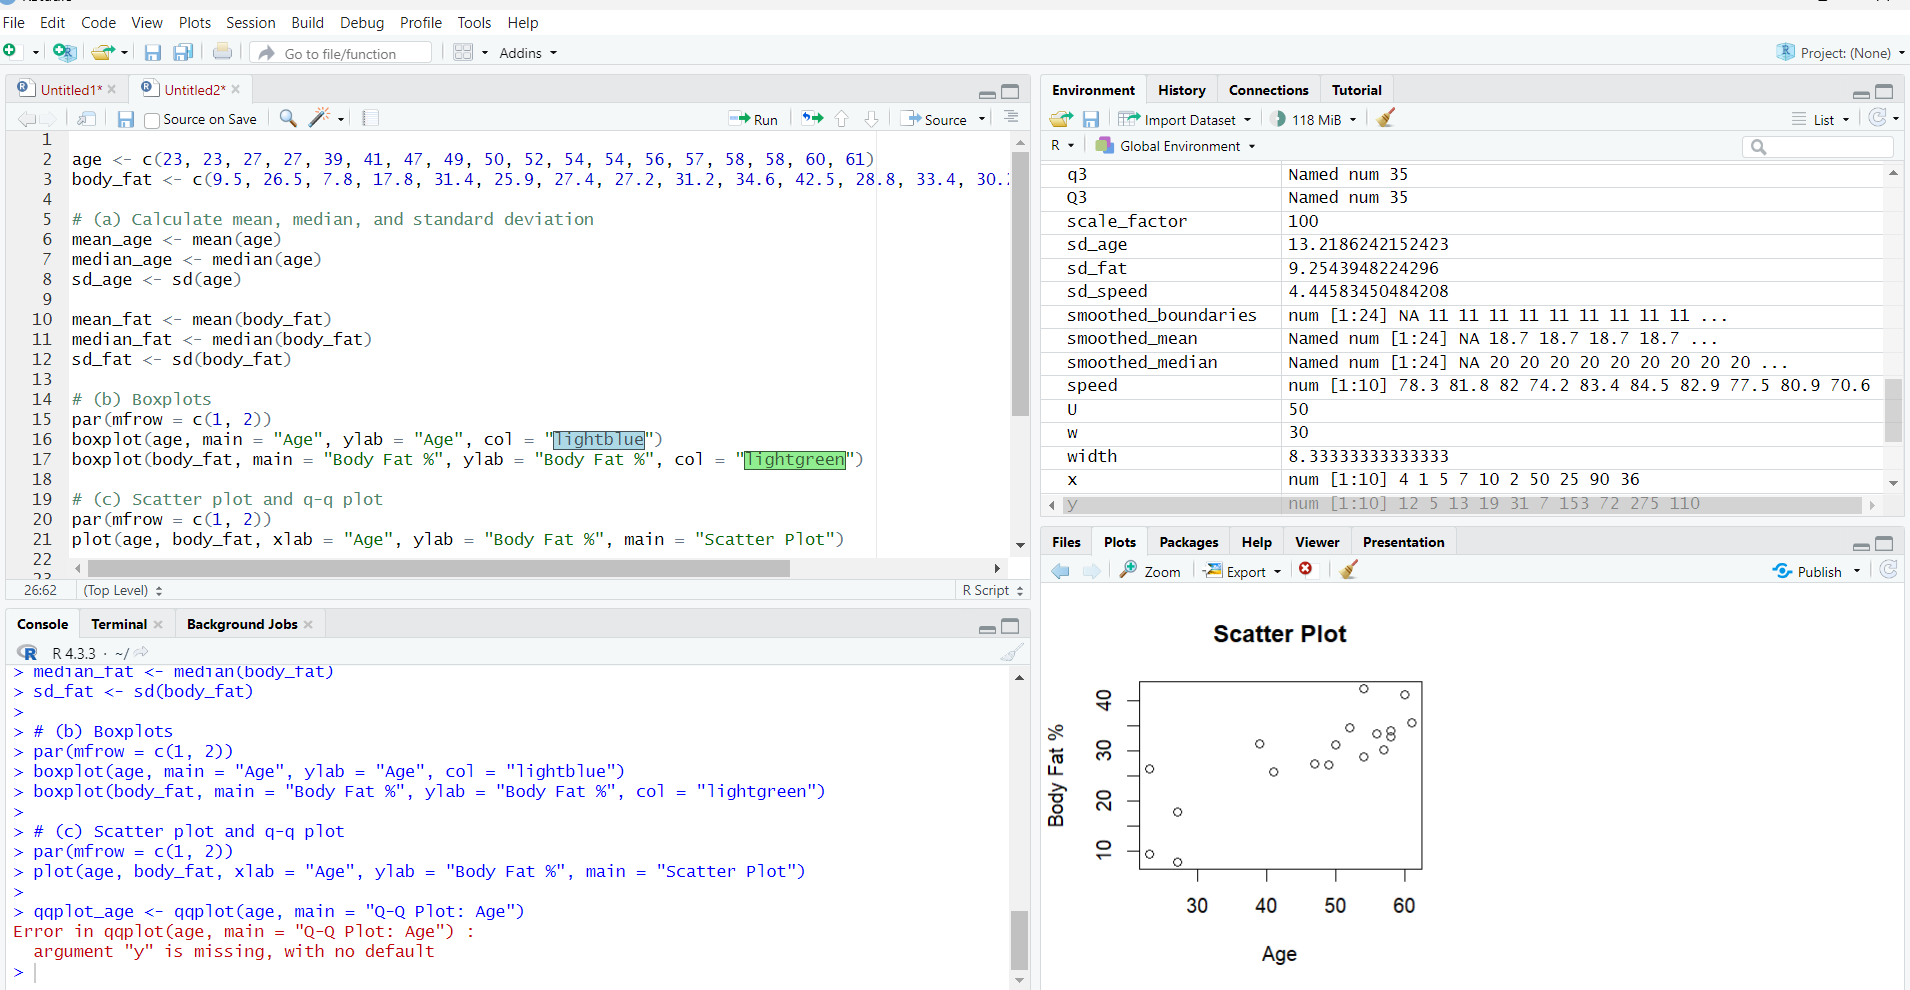 File Edit Code View Plots Session Build Debug Profile Tools Help
Go to file/function
Addins
Project: (None)
Untitled1*
Untitled2*
Source on Save
Run
Source
1
2 age <- c(23, 23, 27, 27, 39, 41, 47, 49, 50, 52, 54, 54, 56, 57, 58, 58, 60, 61)
3 body_fat <- c(9.5, 26.5, 7.8, 17.8, 31.4, 25.9, 27.4, 27.2, 31.2, 34.6, 42.5, 28.8, 33.4, 30.
4
5 # (a) Calculate mean, median, and standard deviation
6 mean_age <- mean(age)
7 median_age <- median(age)
8 sd_age <- sd(age)
9
10 mean_fat <- mean(body_fat)
11 median_fat <- median(body_fat)
12 sd_fat <- sd(body_fat)
13
14 # (b) Boxplots
15 par(mfrow = c(1, 2))
16 boxplot(age, main = "Age", ylab = "Age", col = "lightblue")
17 boxplot(body_fat, main = "Body Fat %", ylab = "Body Fat %", col = "lightgreen")
18
19 # (c) Scatter plot and q-q plot
20 par(mfrow = c(1, 2))
21 plot(age, body_fat, xlab = "Age", ylab = "Body Fat %", main = "Scatter Plot")
22
26:62 (Top Level) R Script
Console Terminal Background Jobs
R 4.3.3 · ~/
> median_fat <- median(body_fat)
> sd_fat <- sd(body_fat)
>
> # (b) Boxplots
> par(mfrow = c(1, 2))
> boxplot(age, main = "Age", ylab = "Age", col = "lightblue")
> boxplot(body_fat, main = "Body Fat %", ylab = "Body Fat %", col = "lightgreen")
>
> # (c) Scatter plot and q-q plot
> par(mfrow = c(1, 2))
> plot(age, body_fat, xlab = "Age", ylab = "Body Fat %", main = "Scatter Plot")
>
> qqplot_age <- qqplot(age, main = "Q-Q Plot: Age")
Error in qqplot(age, main = "Q-Q Plot: Age") :
argument "y" is missing, with no default
>
Environment History Connections Tutorial
Import Dataset 118 MiB List
R Global Environment
q3 Named num 35
Q3 Named num 35
scale_factor 100
sd_age 13.2186242152423
sd_fat 9.2543948224296
sd_speed 4.44583450484208
smoothed_boundaries num [1:24] NA 11 11 11 11 11 11 11 11 11 ...
smoothed_mean Named num [1:24] NA 18.7 18.7 18.7 18.7 ...
smoothed_median Named num [1:24] NA 20 20 20 20 20 20 20 20 20 ...
speed num [1:10] 78.3 81.8 82 74.2 83.4 84.5 82.9 77.5 80.9 70.6
U 50
w 30
width 8.33333333333333
x num [1:10] 4 1 5 7 10 2 50 25 90 36
y num [1:10] 12 5 13 19 31 7 153 72 275 110
Files Plots Packages Help Viewer Presentation
Zoom Export Publish
Scatter Plot
Body Fat %
40
30
20
10
30 40 50 60
Age